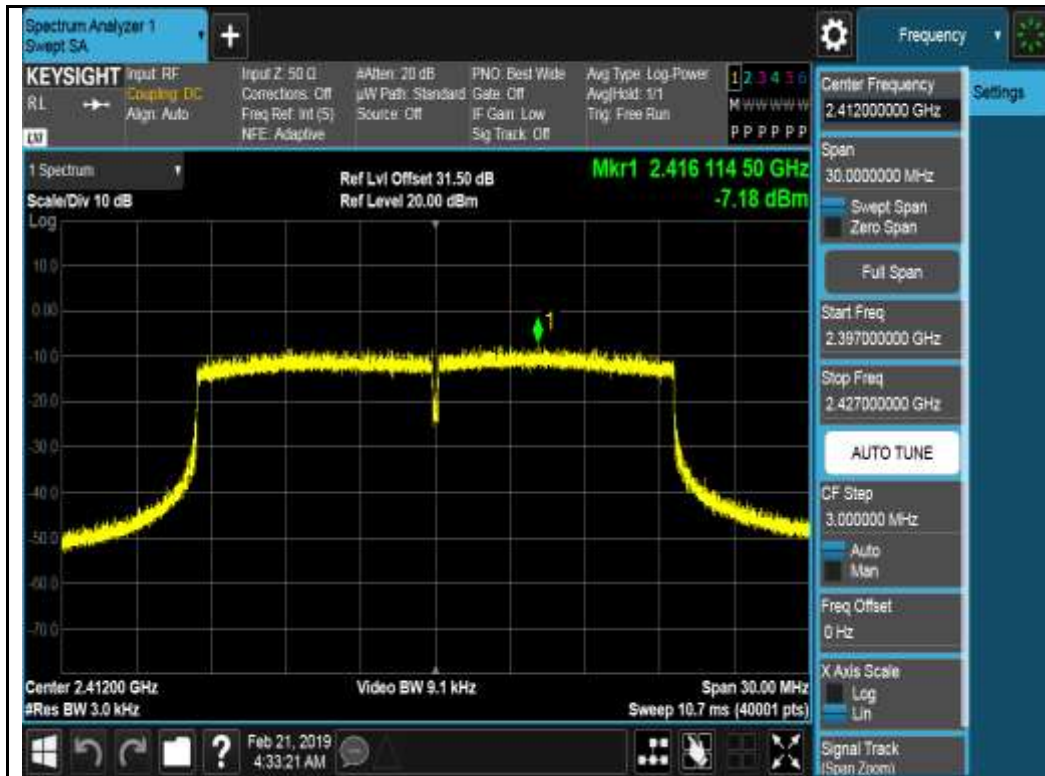 Spectrum Analyzer 1
Swept SA
+
Frequency
KEYSIGHT
RL
Input: RF
Coupling: DC
Align: Auto
Input Z: 50 Ω
Corrections: Off
Freq Ref: Int (S)
NFE: Adaptive
#Atten: 20 dB
µW Path: Standard
Source: Off
PNO: Best Wide
Gate: Off
IF Gain: Low
Sig Track: Off
Avg Type: Log-Power
Avg|Hold: 1/1
Trig: Free Run
1 2 3 4 5 6
M W W W W W
P P P P P P
1 Spectrum
Scale/Div 10 dB
Log
Ref Lvl Offset 31.50 dB
Ref Level 20.00 dBm
Mkr1 2.416 114 50 GHz
-7.18 dBm
1
10.0
0.00
-10.0
-20.0
-30.0
-40.0
-50.0
-60.0
-70.0
Center 2.41200 GHz
#Res BW 3.0 kHz
Video BW 9.1 kHz
Span 30.00 MHz
Sweep 10.7 ms (40001 pts)
Feb 21, 2019
4:33:21 AM
?
Center Frequency
2.412000000 GHz
Settings
Span
30.0000000 MHz
Swept Span
Zero Span
Full Span
Start Freq
2.397000000 GHz
Stop Freq
2.427000000 GHz
AUTO TUNE
CF Step
3.000000 MHz
Auto
Man
Freq Offset
0 Hz
X Axis Scale
Log
Lin
Signal Track
(Span Zoom)